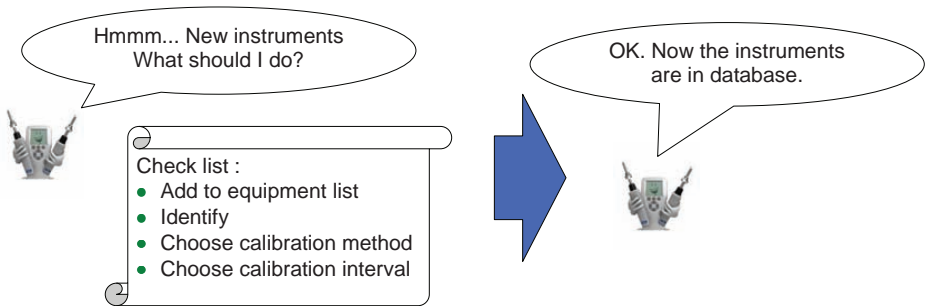 Hmmm... New instruments
What should I do?
OK. Now the instruments
are in database.
Check list :
• Add to equipment list
• Identify
• Choose calibration method
• Choose calibration interval